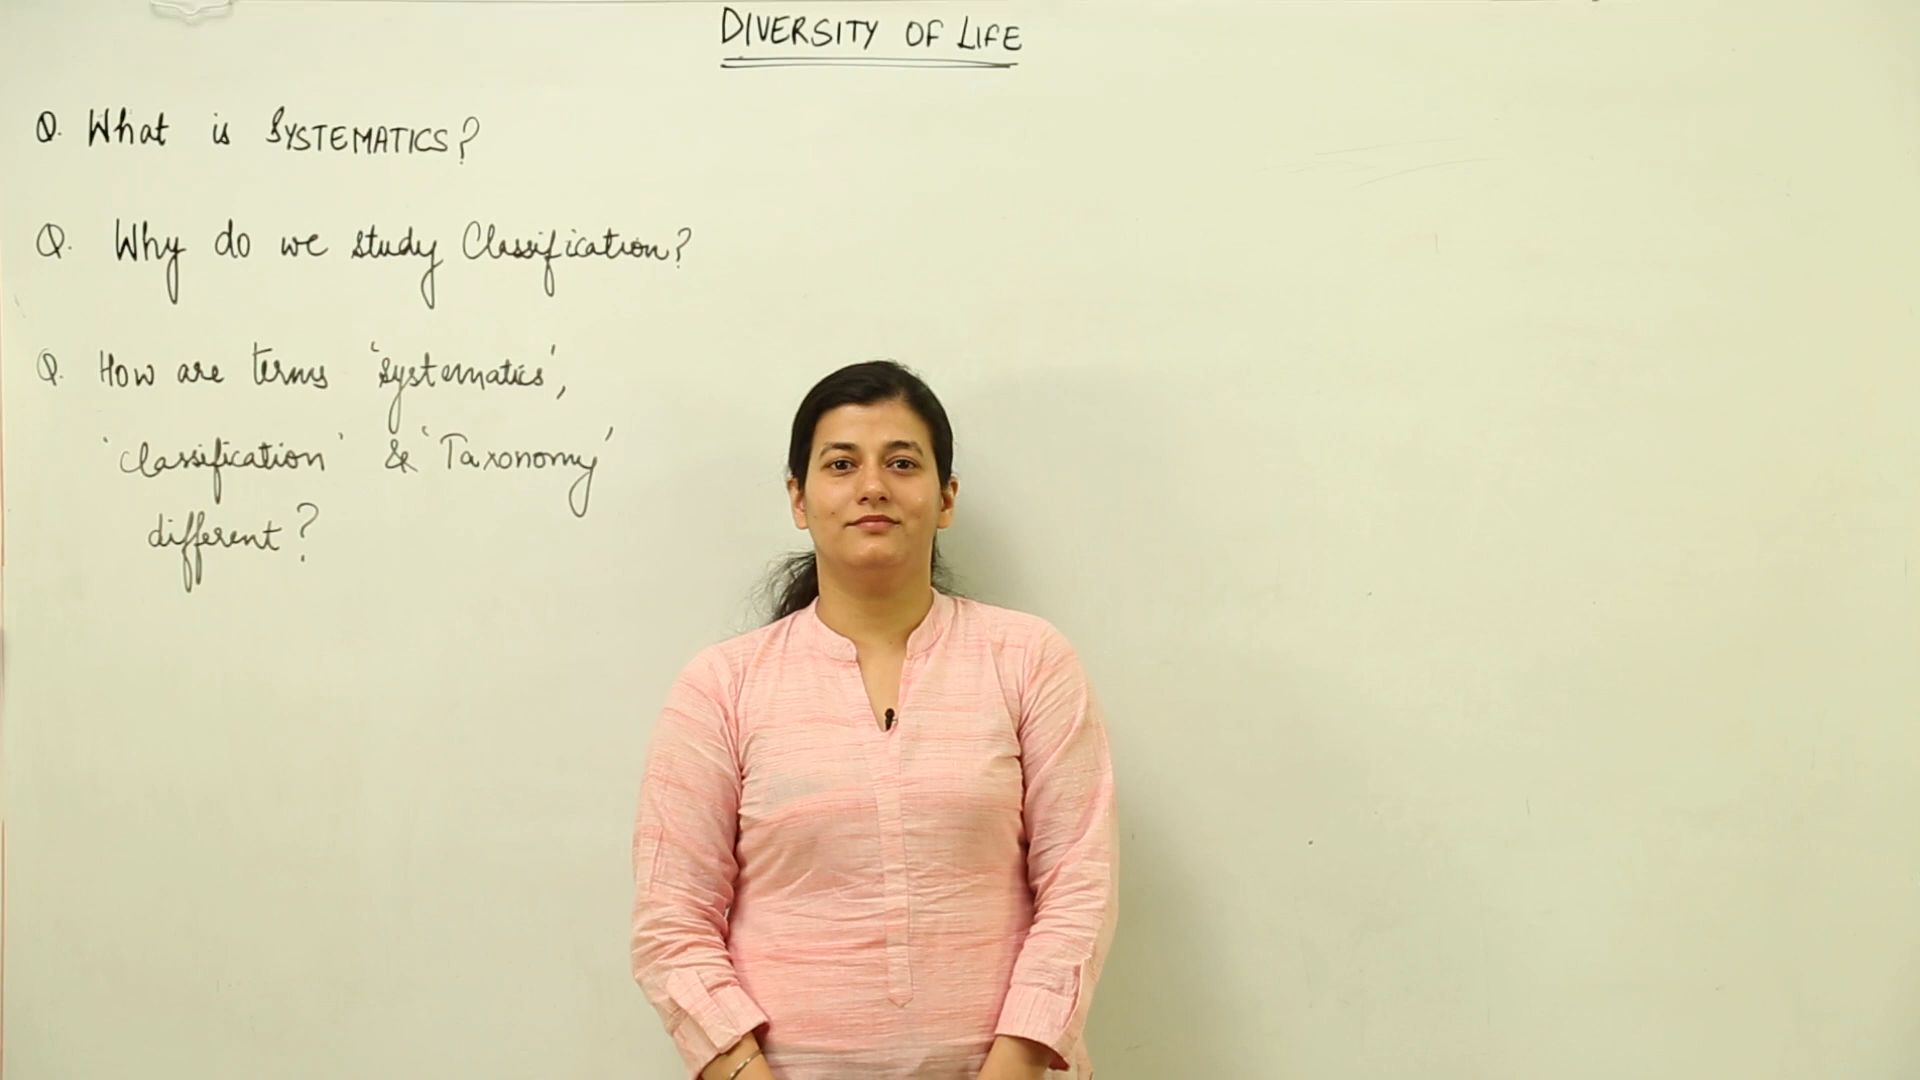 DIVERSITY OF LIFE
Q. What is SYSTEMATICS?
Q. Why do we study Classification?
Q. How are terms 'systematics',
'classification' & 'Taxonomy'
different?